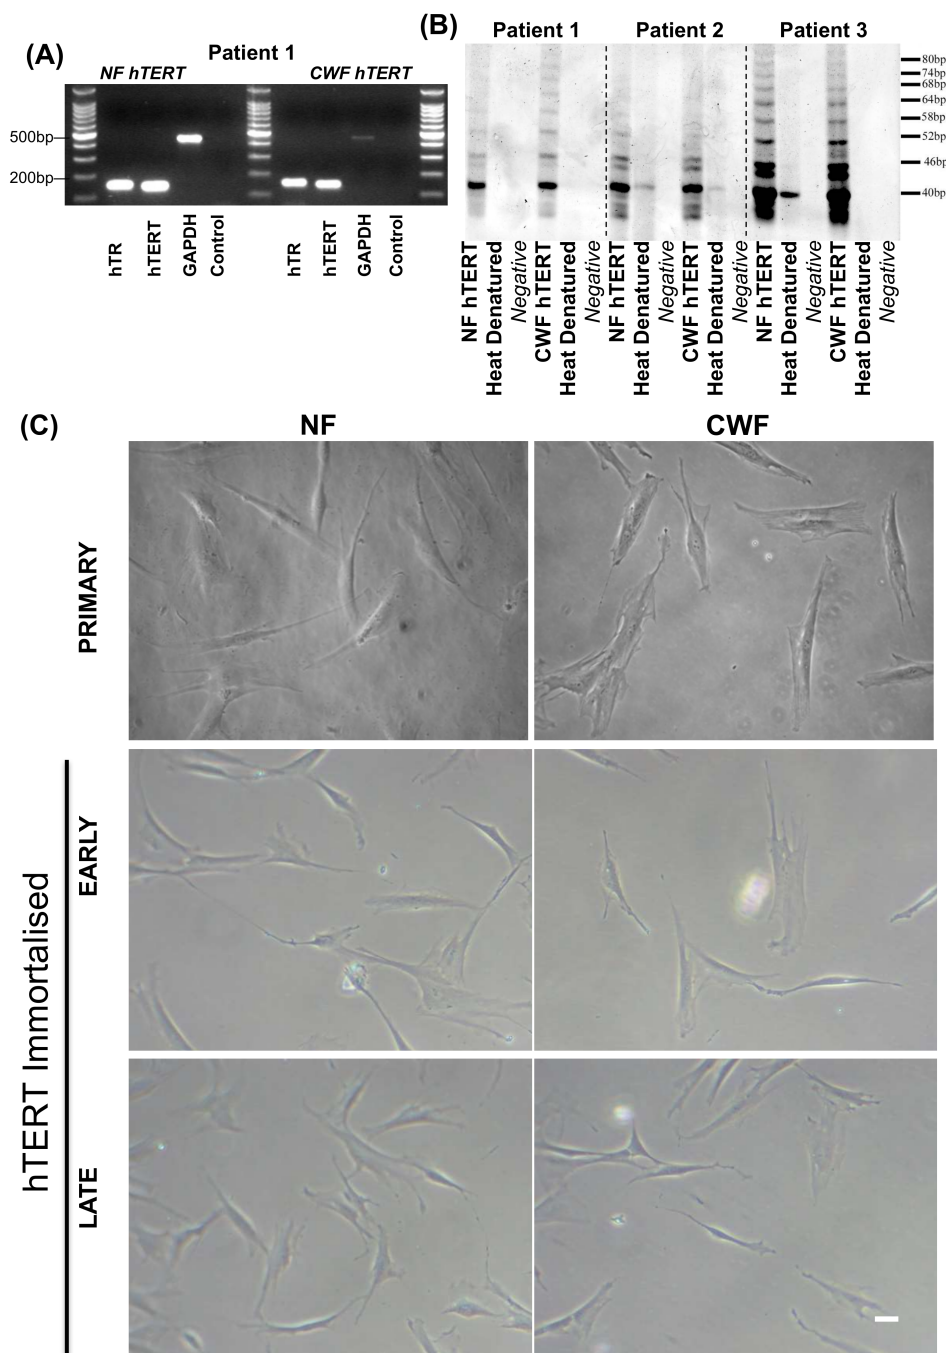 (A)
Patient 1
NF hTERT
CWF hTERT
500bp
200bp
hTR
hTERT
GAPDH
Control
hTR
hTERT
GAPDH
Control
(B)
Patient 1
Patient 2
Patient 3
80bp
74bp
68bp
64bp
58bp
52bp
46bp
40bp
NF hTERT
Heat Denatured
Negative
CWF hTERT
Heat Denatured
Negative
NF hTERT
Heat Denatured
Negative
CWF hTERT
Heat Denatured
Negative
NF hTERT
Heat Denatured
Negative
CWF hTERT
Heat Denatured
Negative
(C)
NF
CWF
PRIMARY
hTERT Immortalised
EARLY
LATE